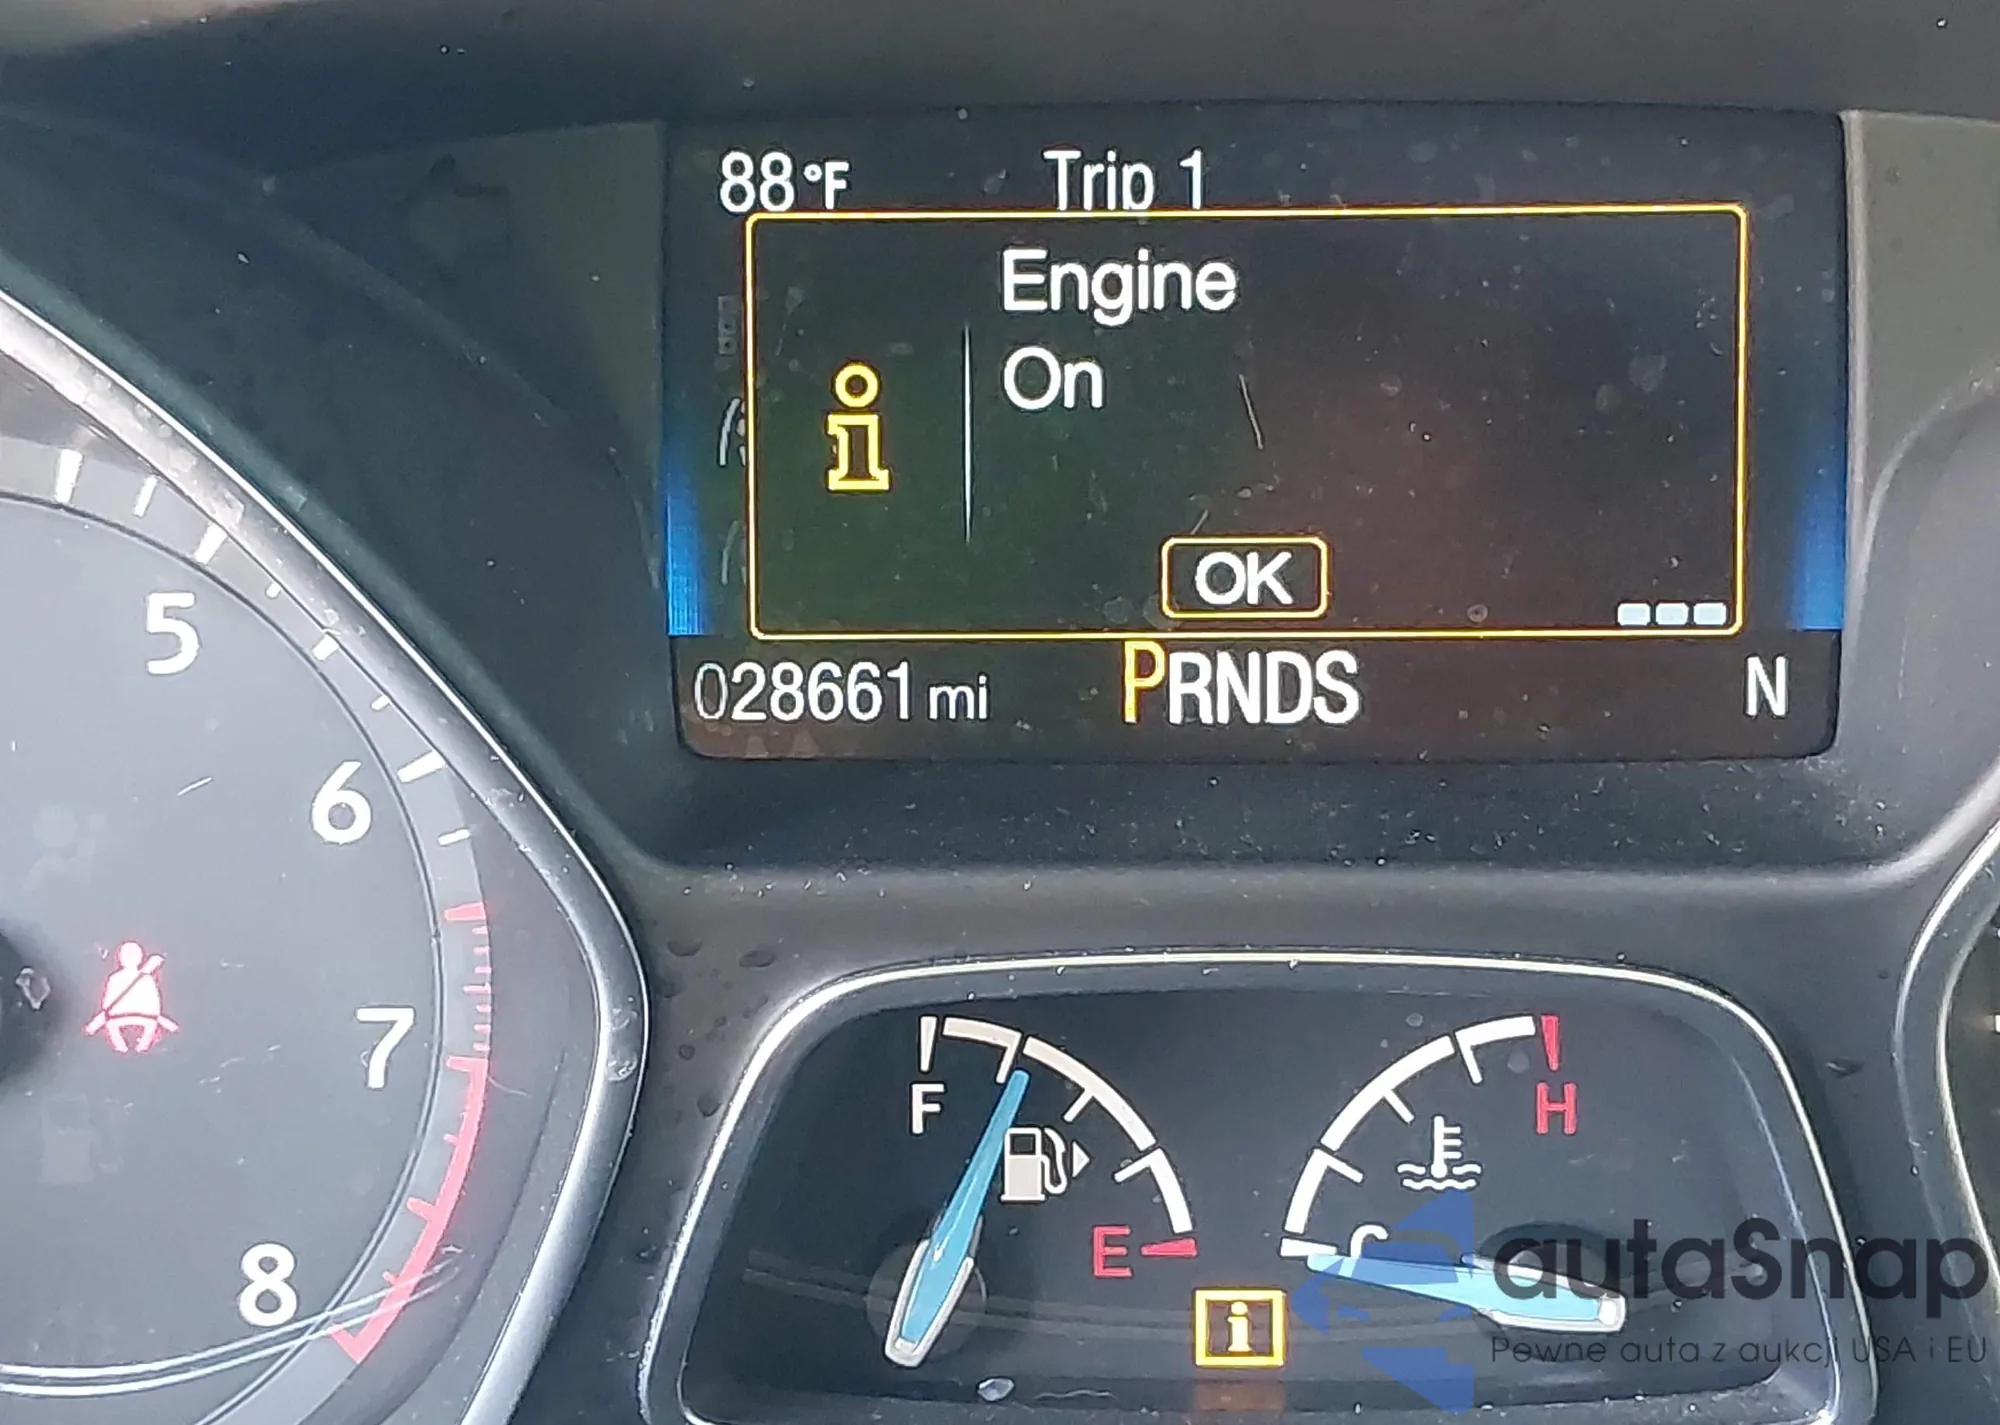 88°F Trip 1
Engine
On
i
OK
028661 mi PRNDS N
5
6
7
8
F
E
H
C
i
autaSnap
Pewne auta z aukcji USA i EU